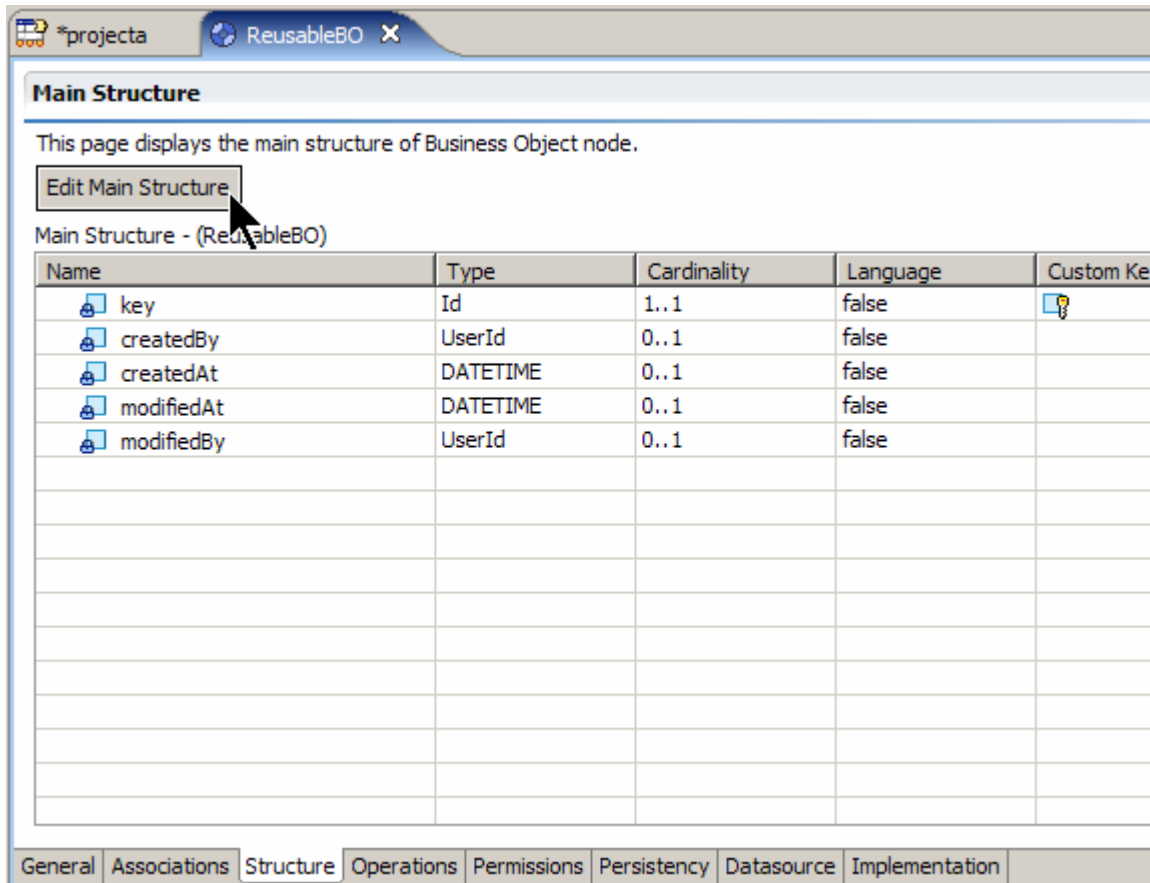 *projecta ReusableBO
Main Structure
This page displays the main structure of Business Object node.
Edit Main Structure
Main Structure - (ReusableBO)
Name Type Cardinality Language Custom Ke
key Id 1..1 false
createdBy UserId 0..1 false
createdAt DATETIME 0..1 false
modifiedAt DATETIME 0..1 false
modifiedBy UserId 0..1 false
General Associations Structure Operations Permissions Persistency Datasource Implementation